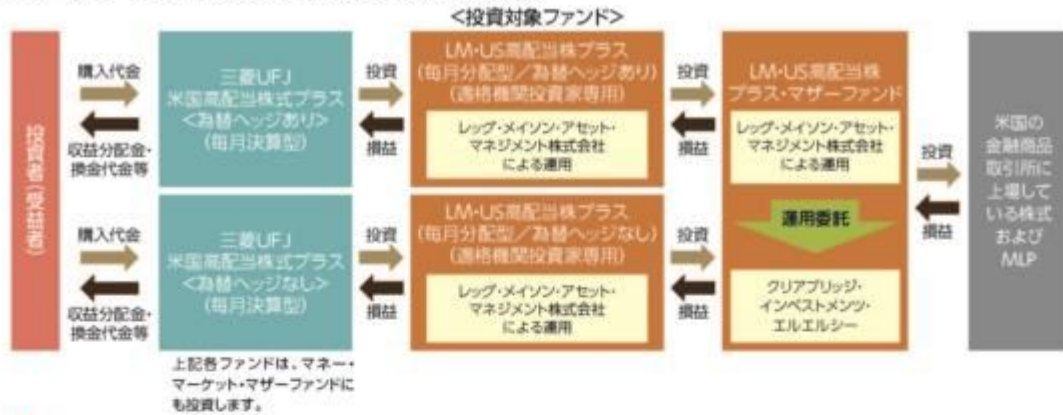 <投資対象ファンド>
投資者(受益者)
購入代金
収益分配金・
換金代金等
三菱UFJ
米国高配当株式プラス
<為替ヘッジあり>
(毎月決算型)
投資
損益
LM・US高配当株プラス
(毎月分配型/為替ヘッジあり)
(適格機関投資家専用)
レッグ・メイソン・アセット・
マネジメント株式会社
による運用
投資
損益
LM・US高配当株
プラス・マザーファンド
レッグ・メイソン・アセット・
マネジメント株式会社
による運用
運用委託
クリアブリッジ・
インベストメンツ・
エルエルシー
投資
損益
米国の
金融商品
取引所に
上場して
いる株式
および
MLP
購入代金
収益分配金・
換金代金等
三菱UFJ
米国高配当株式プラス
<為替ヘッジなし>
(毎月決算型)
投資
損益
LM・US高配当株プラス
(毎月分配型/為替ヘッジなし)
(適格機関投資家専用)
レッグ・メイソン・アセット・
マネジメント株式会社
による運用
投資
損益
上記各ファンドは、マネー・
マーケット・マザーファンドに
も投資します。